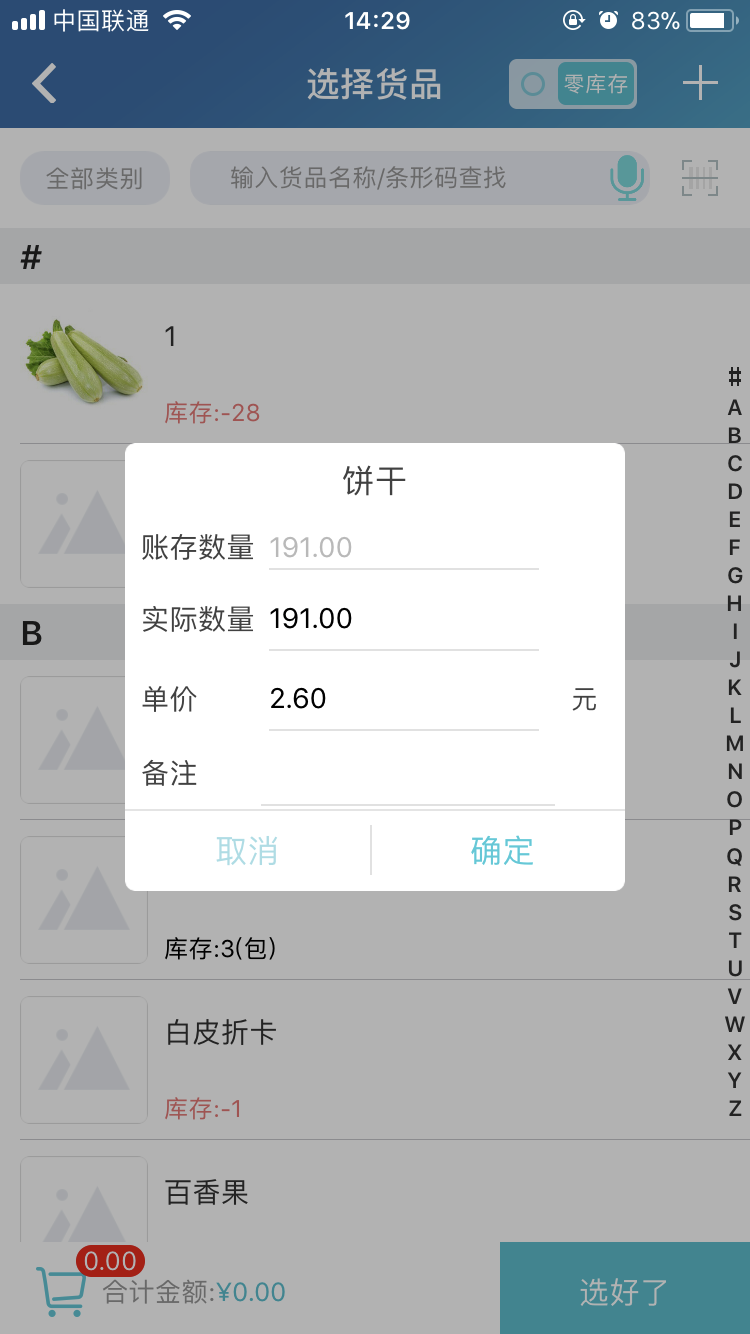 中国联通 14:29 83%
选择货品 零库存
全部类别 输入货品名称/条形码查找
#
1
库存:-28
饼干
账存数量 191.00
实际数量 191.00
单价 2.60 元
备注
取消 确定
B
库存:3(包)
白皮折卡
库存:-1
百香果
0.00
合计金额:¥0.00
选好了
#
A
B
C
D
E
F
G
H
I
J
K
L
M
N
O
P
Q
R
S
T
U
V
W
X
Y
Z